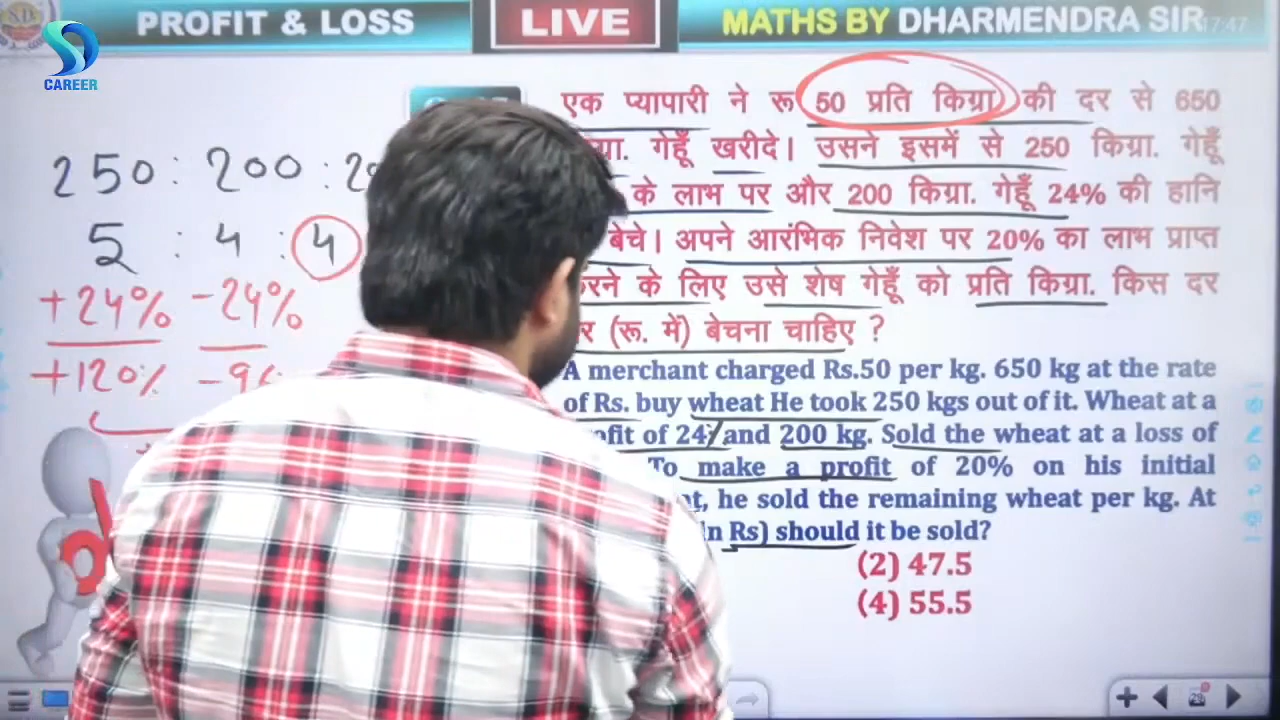 PROFIT & LOSS
LIVE
MATHS BY DHARMENDRA SIR
17:47
CAREER
एक प्यापारी ने रू 50 प्रति किग्रा की दर से 650
गेहूँ खरीदे। उसने इसमें से 250 किग्रा. गेहूँ
के लाभ पर और 200 किग्रा. गेहूँ 24% की हानि
बेचे। अपने आरंभिक निवेश पर 20% का लाभ प्राप्त
के लिए उसे शेष गेहूँ को प्रति किग्रा. किस दर
(रू. में) बेचना चाहिए ?
A merchant charged Rs.50 per kg. 650 kg at the rate
of Rs. buy wheat He took 250 kgs out of it. Wheat at a
of 24% and 200 kg. Sold the wheat at a loss of
To make a profit of 20% on his initial
he sold the remaining wheat per kg. At
Rs) should it be sold?
(2) 47.5
(4) 55.5
250 : 200 :
5 : 4 : 4
+24% -24%
+120%
29